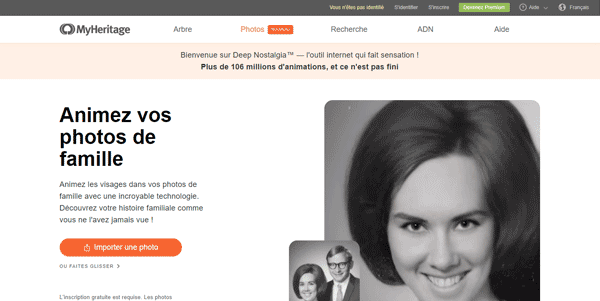 Vous n'êtes pas identifié S'identifier S'inscrire Devenez Premium Aide Français
MyHeritage Arbre Photos Recherche ADN Aide
Bienvenue sur Deep Nostalgia™ — l'outil internet qui fait sensation !
Plus de 106 millions d'animations, et ce n'est pas fini
Animez vos
photos de
famille
Animez les visages dans vos photos de
famille avec une incroyable technologie.
Découvrez votre histoire familiale comme
vous ne l'avez jamais vue !
Importer une photo
OU FAITES GLISSER >
L'inscription gratuite est requise. Les photos